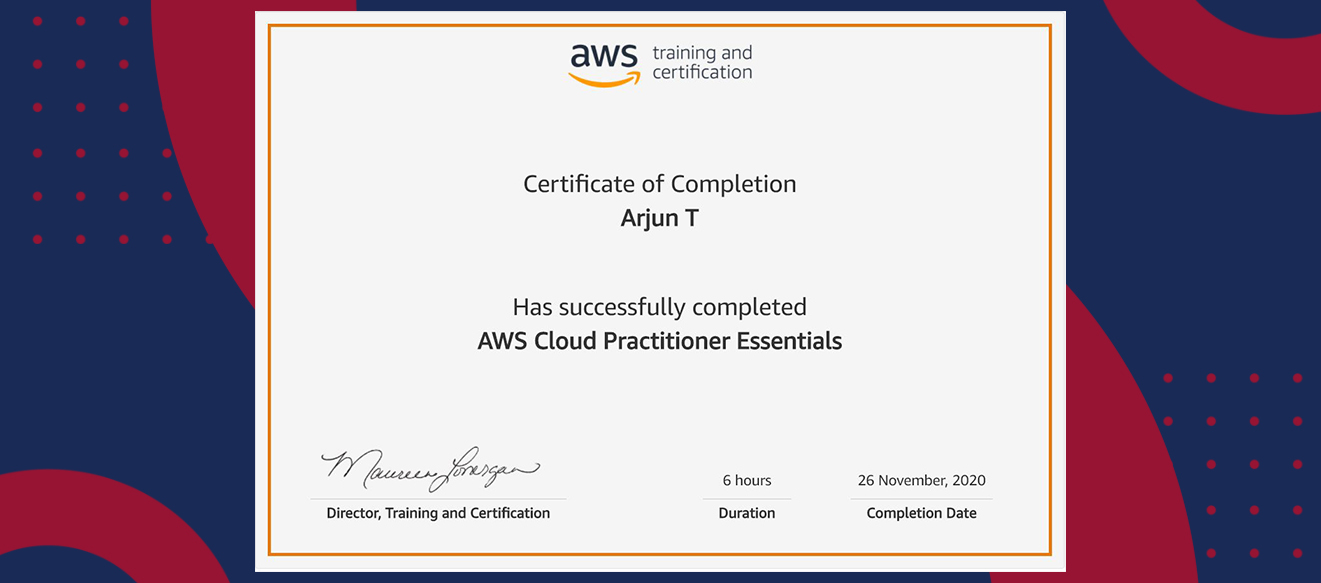 aws training and
certification
Certificate of Completion
Arjun T
Has successfully completed
AWS Cloud Practitioner Essentials
Maureen Lonergan
6 hours
26 November, 2020
Director, Training and Certification
Duration
Completion Date